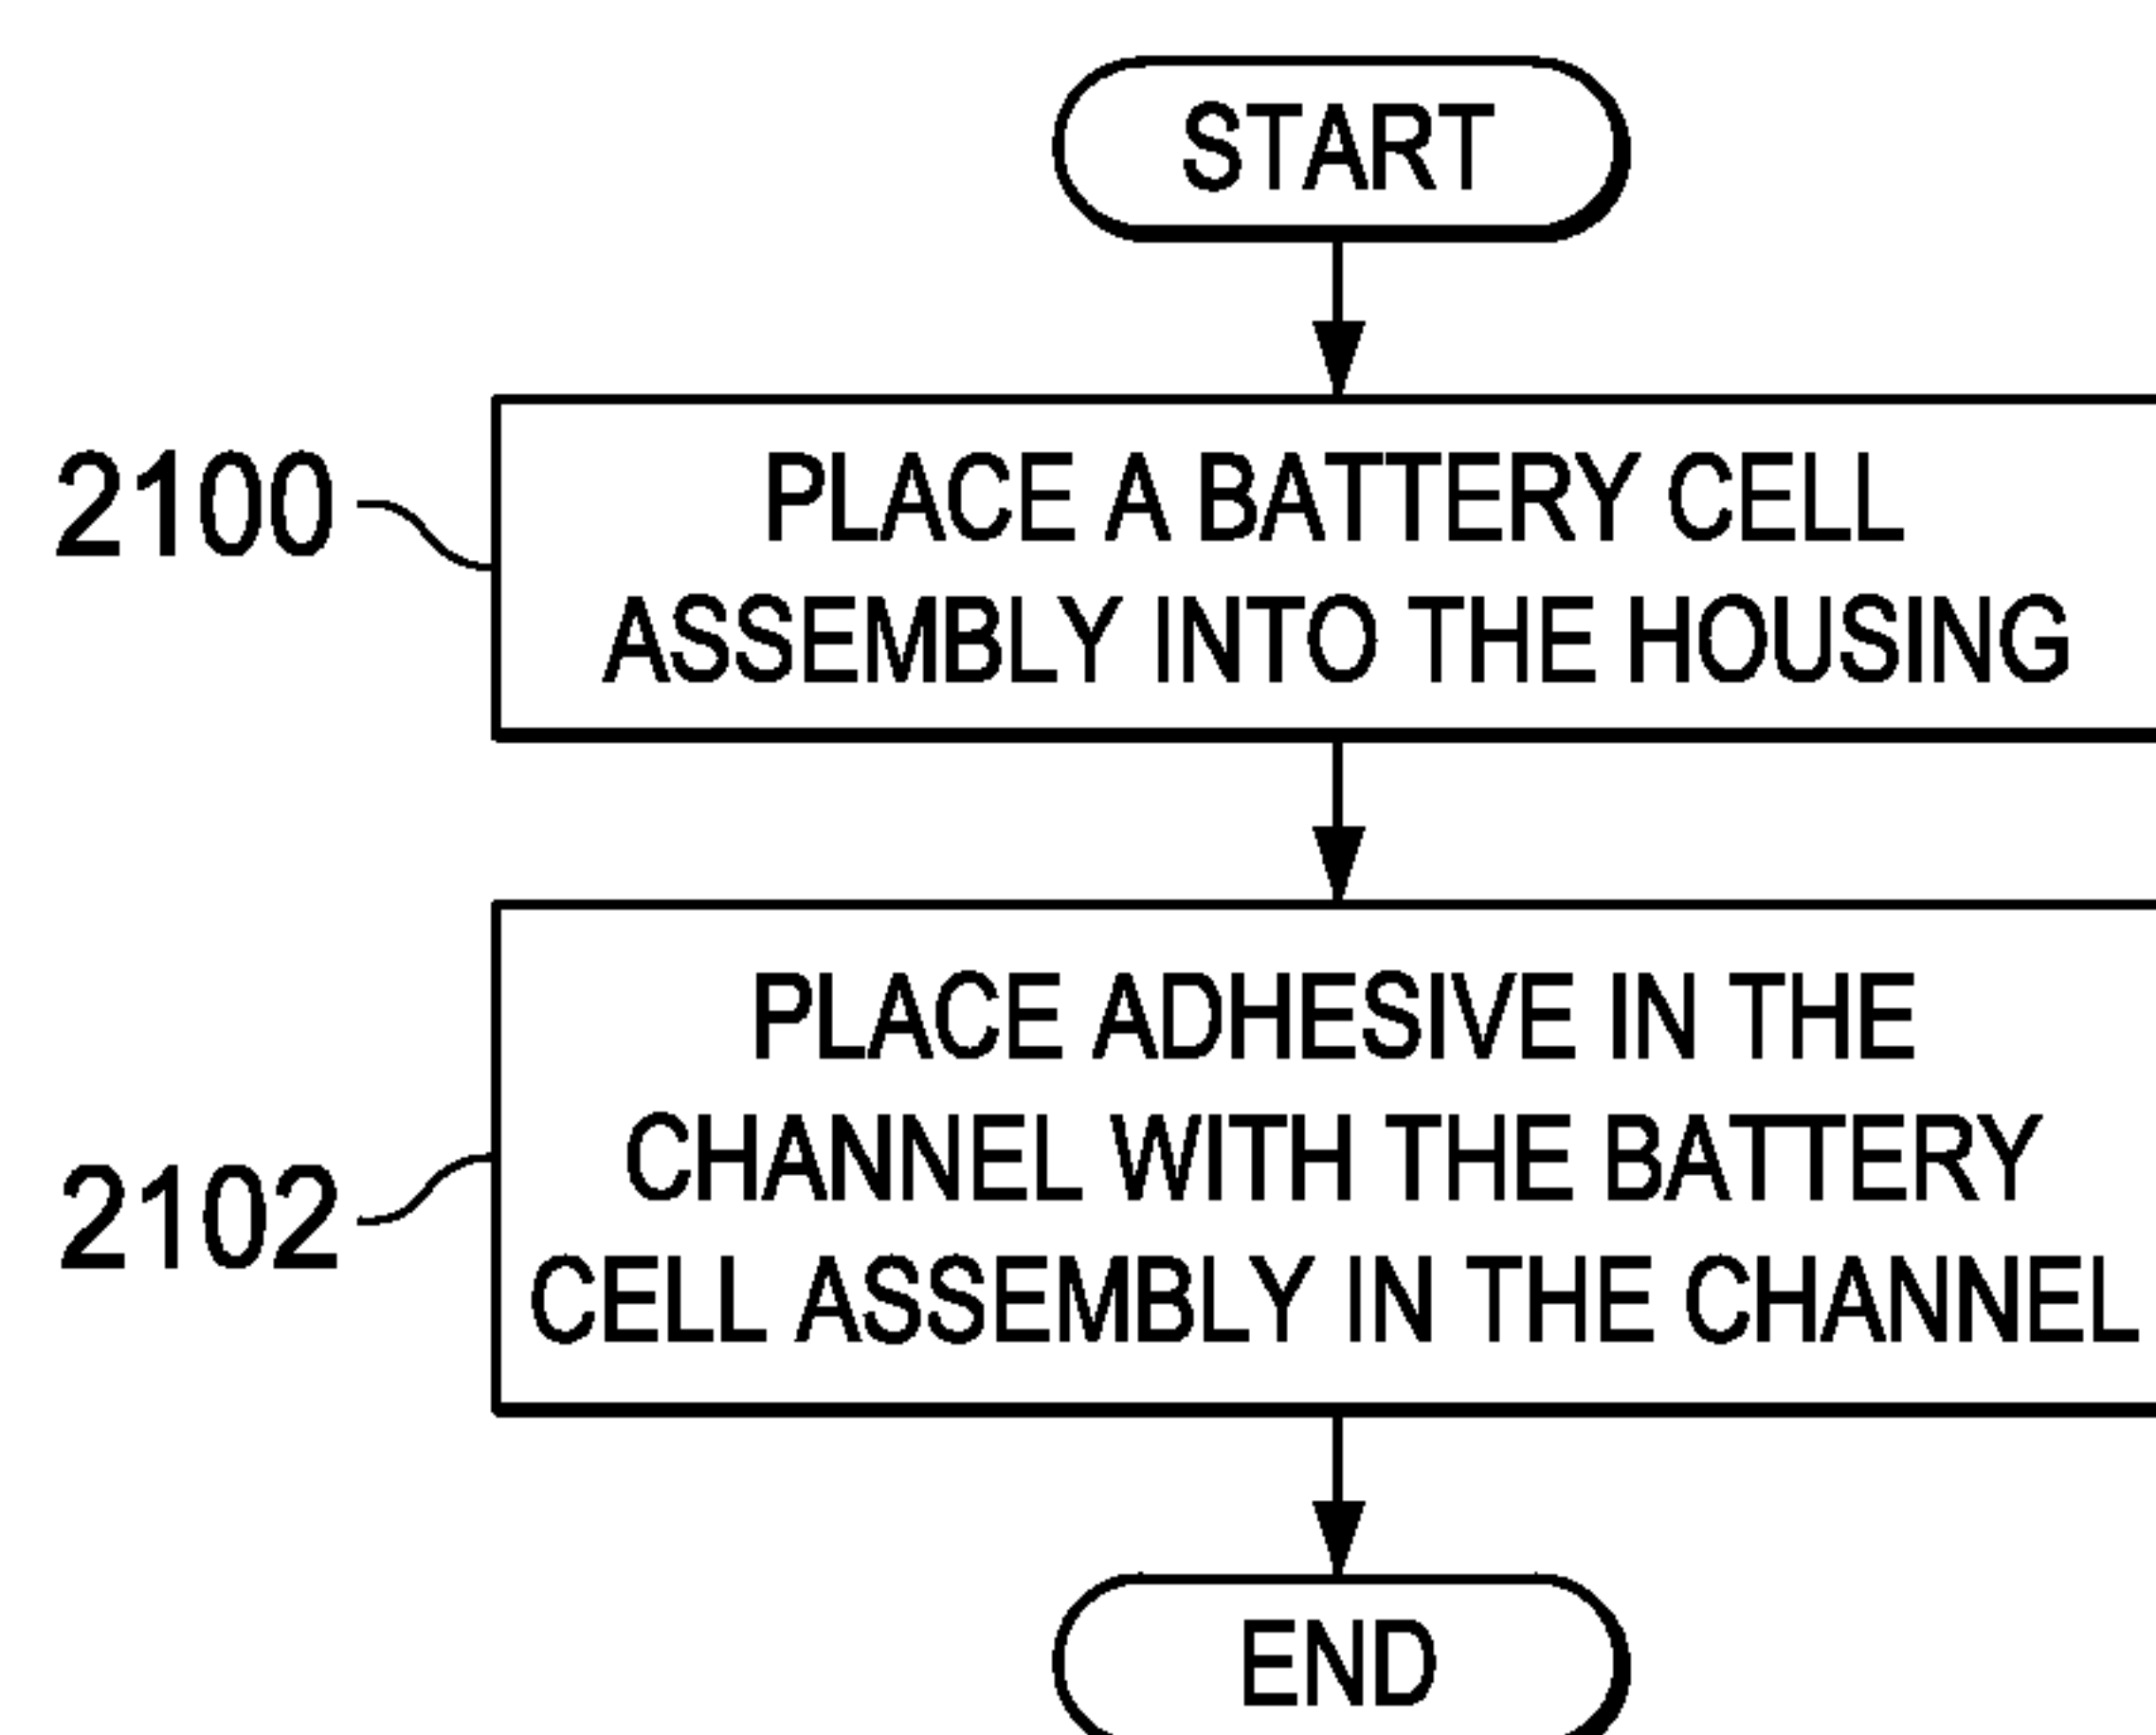 START
2100
PLACE A BATTERY CELL
ASSEMBLY INTO THE HOUSING
PLACE ADHESIVE IN THE
CHANNEL WITH THE BATTERY
2102
CELL ASSEMBLY IN THE CHANNEL
END